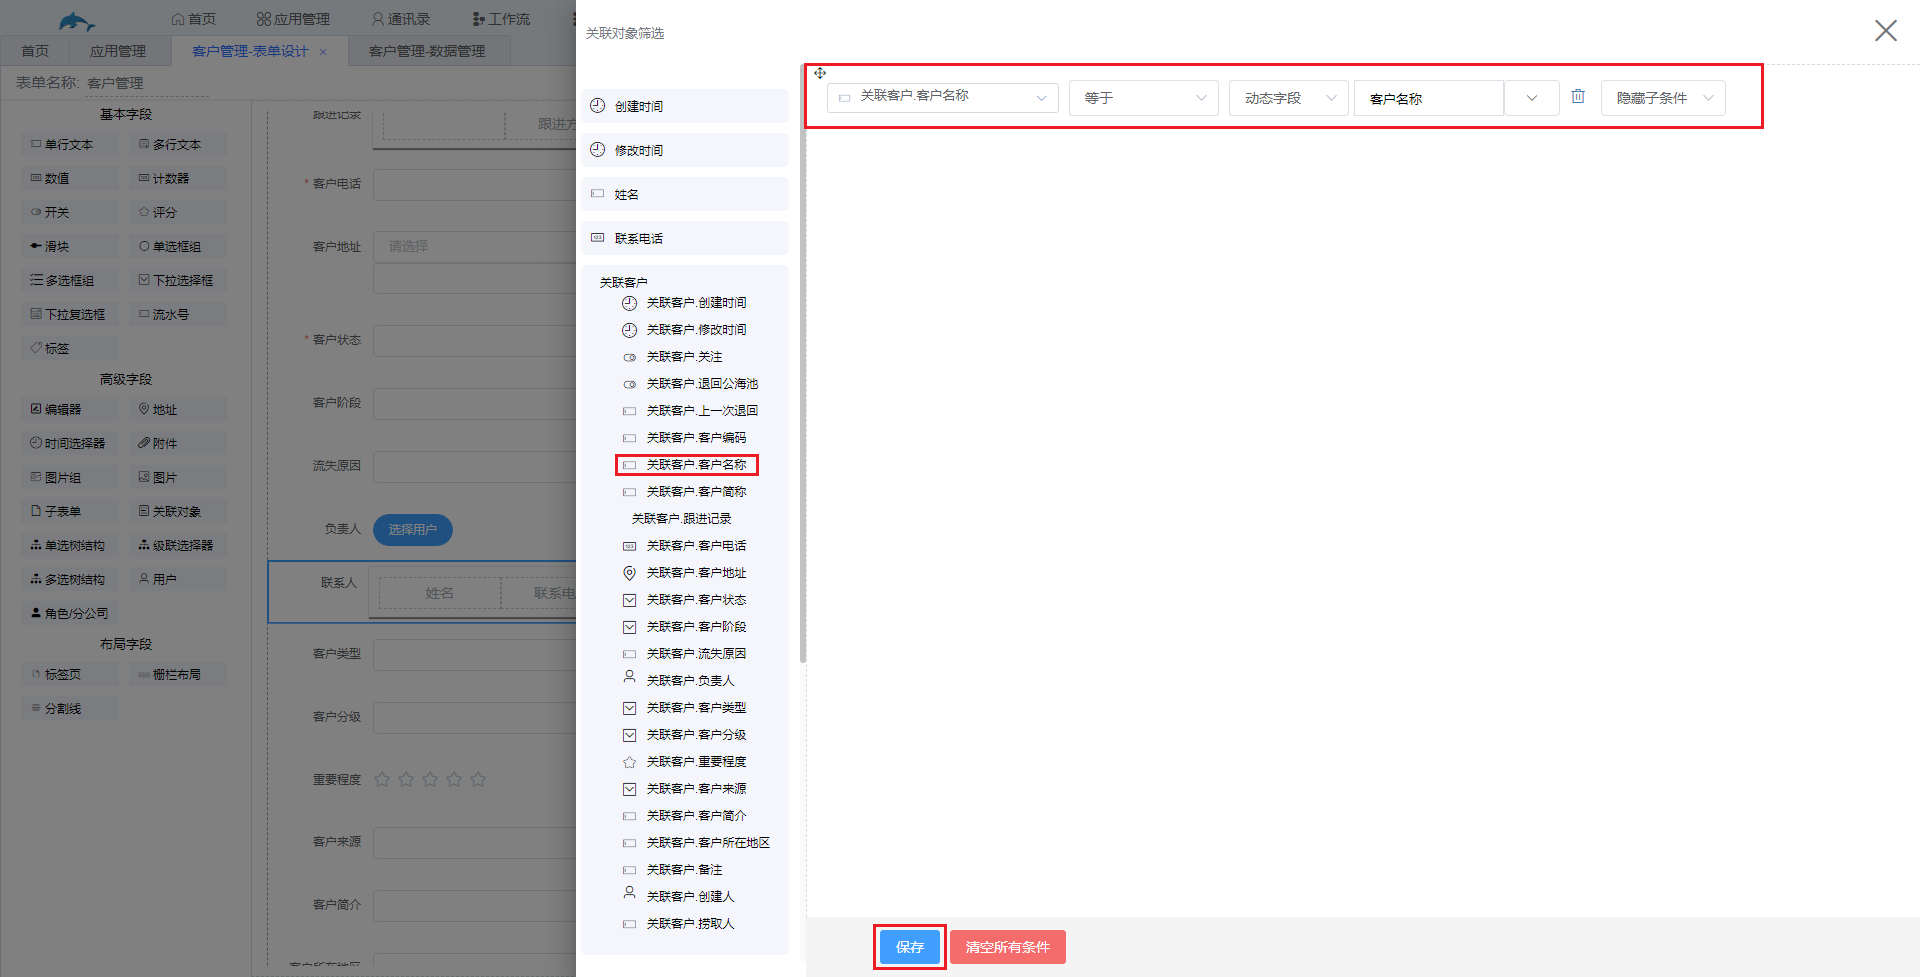 首页
应用管理
通讯录
工作流
首页
应用管理
客户管理-表单设计 ×
客户管理-数据管理
表单名称: 客户管理
基本字段
单行文本
多行文本
数值
计数器
开关
评分
滑块
单选框组
多选框组
下拉选择框
下拉复选框
流水号
标签
高级字段
编辑器
地址
时间选择器
附件
图片组
图片
子表单
关联对象
单选树结构
级联选择器
多选树结构
用户
角色/分公司
布局字段
标签页
栅栏布局
分割线
跟进记录
跟进方
* 客户电话
客户地址
请选择
* 客户状态
客户阶段
流失原因
负责人
选择用户
联系人
姓名
联系电
客户类型
客户分级
重要程度
客户来源
客户简介
客户所在地区
关联对象筛选
创建时间
修改时间
姓名
联系电话
关联客户
关联客户.创建时间
关联客户.修改时间
关联客户.关注
关联客户.退回公海池
关联客户.上一次退回
关联客户.客户编码
关联客户.客户名称
关联客户.客户简称
关联客户.跟进记录
关联客户.客户电话
关联客户.客户地址
关联客户.客户状态
关联客户.客户阶段
关联客户.流失原因
关联客户.负责人
关联客户.客户类型
关联客户.客户分级
关联客户.重要程度
关联客户.客户来源
关联客户.客户简介
关联客户.客户所在地区
关联客户.备注
关联客户.创建人
关联客户.捞取人
关联客户.客户名称
等于
动态字段
客户名称
隐藏子条件
保存
清空所有条件